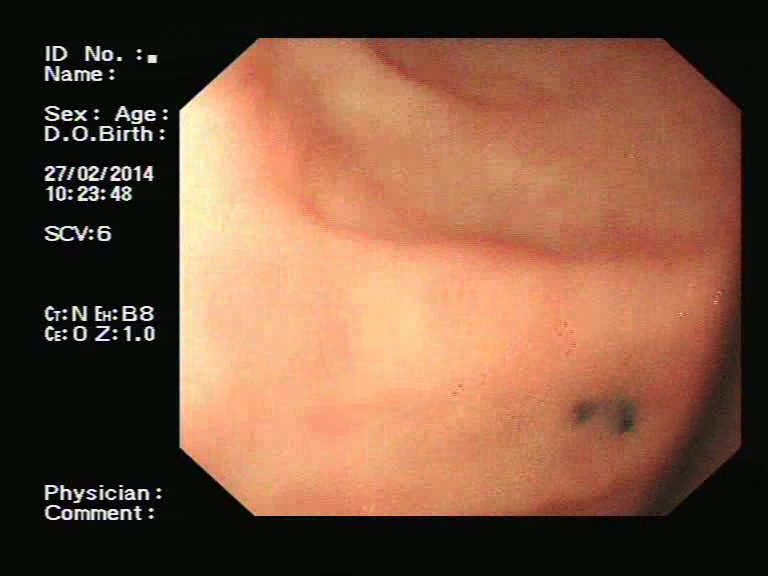 ID No. :
Name:
Sex: Age:
D.O.Birth:
27/02/2014
10:23:48
SCV:6
CT:N EH:B8
CE:0 Z:1.0
Physician:
Comment: